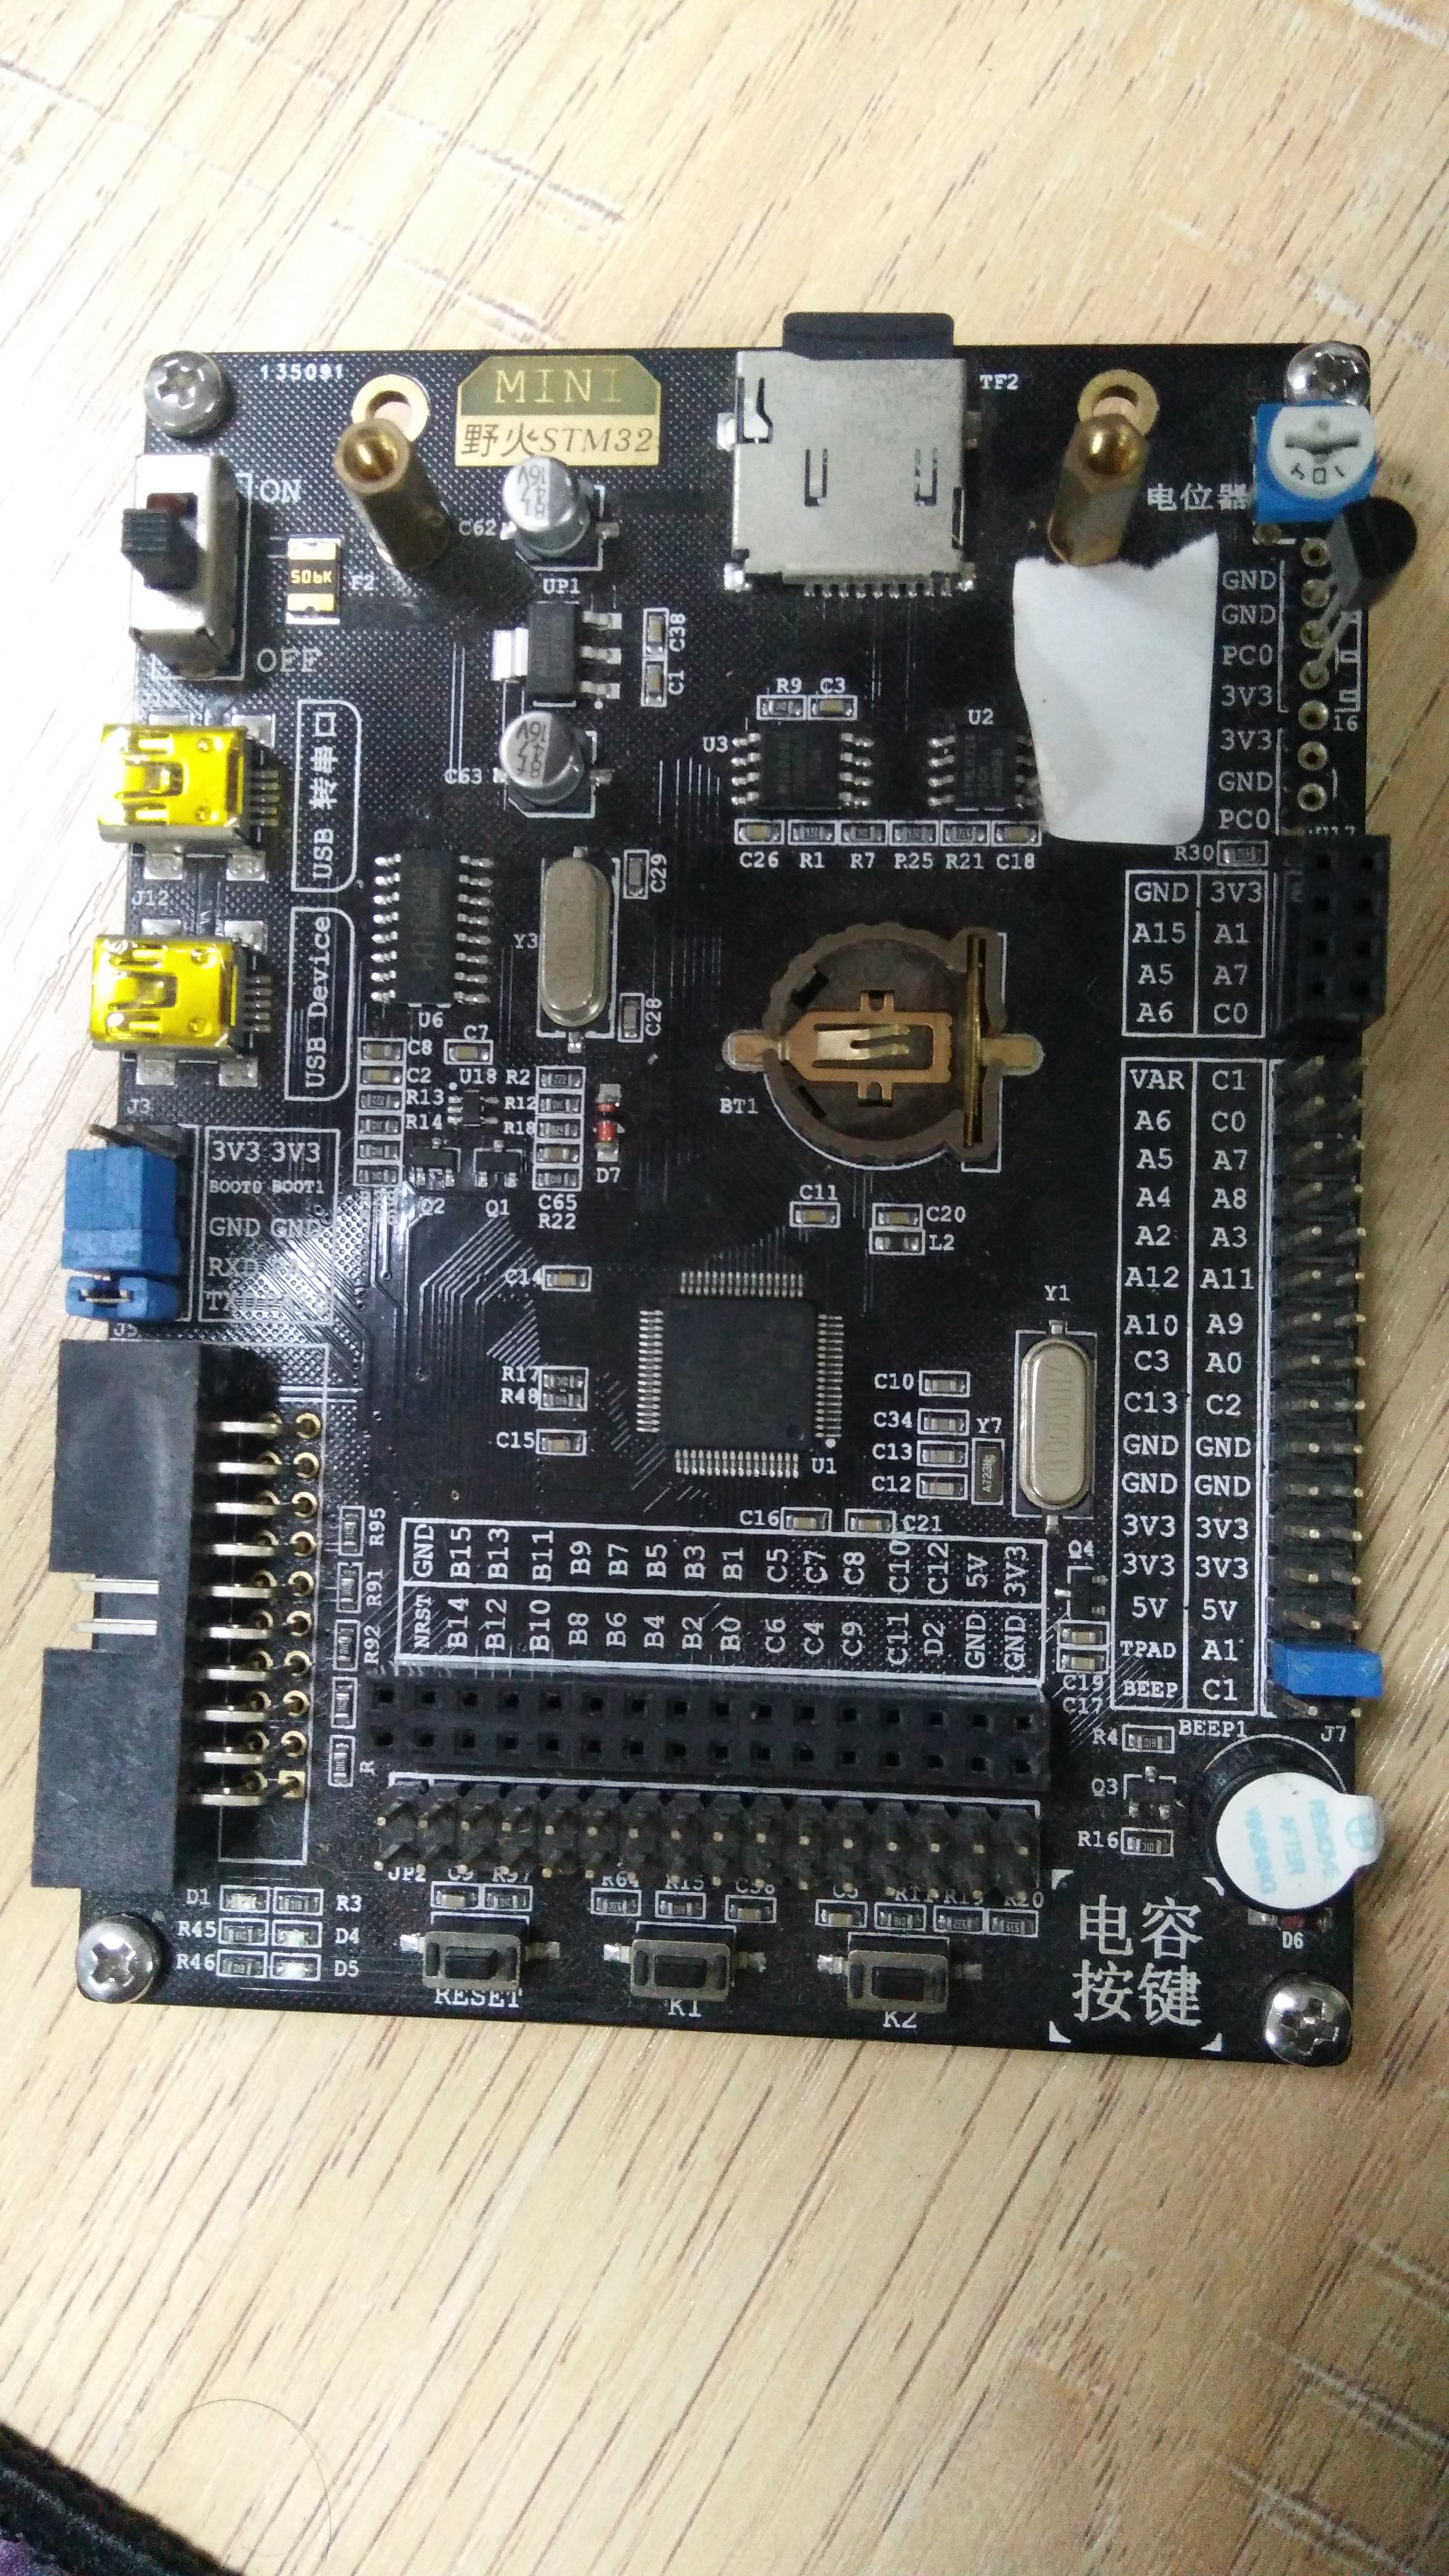 135091
MINI
野火STM32
TF2
ON
506K
F2
OFF
C62
47
16V
UP1
C38
C1
电位器
GND
GND
PC0
3V3
16
3V3
GND
PC0
R30
C63
47
16V
R9 C3
U3
U2
C26 R1 R7 R25 R21 C18
USB 转串口
J12
USB Device
J3
U6
Y3
C29
C28
C8
C7
C2
U18
R2
R13
R12
R14
R18
Q2
Q1
C65
R22
D7
BT1
C11
C20
L2
GND 3V3
A15 A1
A5 A7
A6 C0
VAR C1
A6 C0
A5 A7
A4 A8
A2 A3
A12 A11
A10 A9
C3 A0
C13 C2
GND GND
GND GND
3V3 3V3
3V3 3V3
5V 5V
TPAD A1
BEEP C1
3V3 3V3
BOOT0 BOOT1
GND GND
C14
R17
R48
C15
U1
C10
C34
C13
C12
Y7
Y1
C16
C21
Q4
R95
R91
R92
GND B15 B13 B11 B9 B7 B5 B3 B1 C5 C7 C8 C10 C12 5V 3V3
NRST B14 B12 B10 B8 B6 B4 B2 B0 C6 C4 C9 C11 D2 GND GND
C19
C17
R4
BEEP1
J7
Q3
R16
JP2
C9 R97
D1 R3
R45 D4
R46 D5
RESET
K1
K2
电容
按键
D6